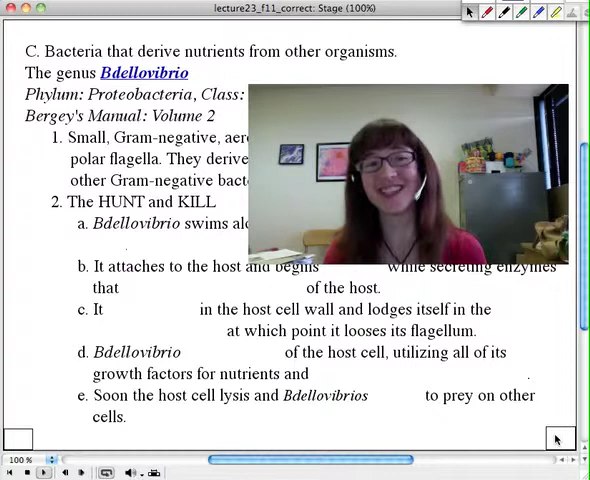 lecture23_f11_correct: Stage (100%)
C. Bacteria that derive nutrients from other organisms.
The genus Bdellovibrio
Phylum: Proteobacteria, Class:
Bergey's Manual: Volume 2
1. Small, Gram-negative,
polar flagella. They derive
other Gram-negative
2. The HUNT and KILL
a. Bdellovibrio swims
b. It attaches to the host and begins while secreting enzymes
that of the host.
c. It in the host cell wall and lodges itself in the
at which point it looses its flagellum.
d. Bdellovibrio of the host cell, utilizing all of its
growth factors for nutrients and .
e. Soon the host cell lysis and Bdellovibrios to prey on other
cells.
100 %